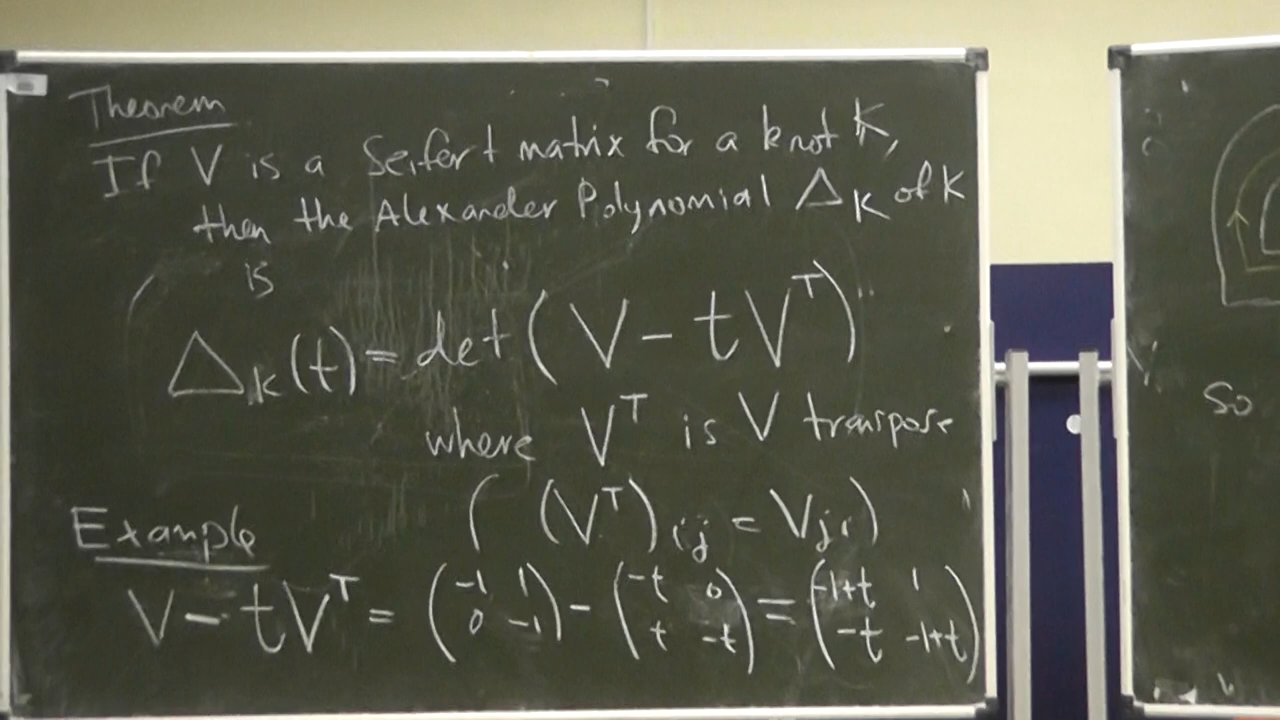 Theorem
If V is a Seifert matrix for a knot K,
then the Alexander Polynomial Δ_K of K
is
Δ_K(t) = det(V - tV^T)
where V^T is V transpose
( (V^T)_ij = V_ji )
Example
V - tV^T = (-1 1; 0 -1) - (-t 0; t -t) = (-1+t 1; -t -1+t)
So